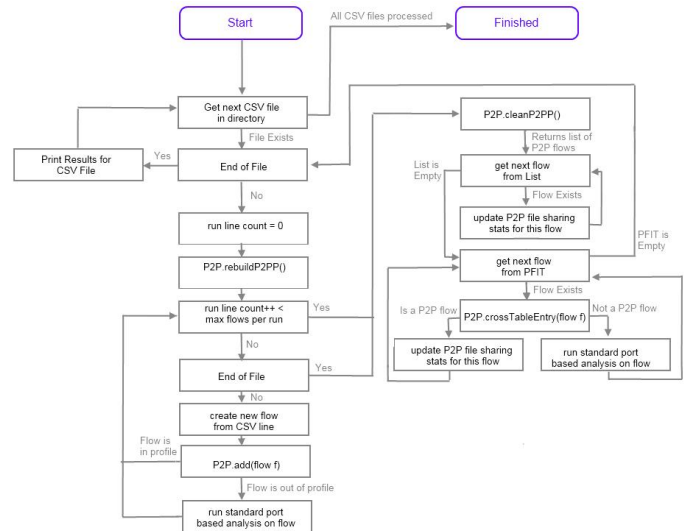 Start
All CSV files processed
Finished
Get next CSV file
in directory
File Exists
Print Results for
CSV File
Yes
End of File
No
run line count = 0
P2P.rebuildP2PP()
run line count++ <
max flows per run
Yes
No
End of File
Yes
No
create new flow
from CSV line
Flow is
in profile
P2P.add(flow f)
Flow is out of profile
run standard port
based analysis on flow
P2P.cleanP2PP()
Returns list of
P2P flows
List is
Empty
get next flow
from List
Flow Exists
update P2P file sharing
stats for this flow
PFIT is
Empty
get next flow
from PFIT
Flow Exists
Is a P2P flow
P2P.crossTableEntry(flow f)
Not a P2P flow
update P2P file sharing
stats for this flow
run standard port
based analysis on flow